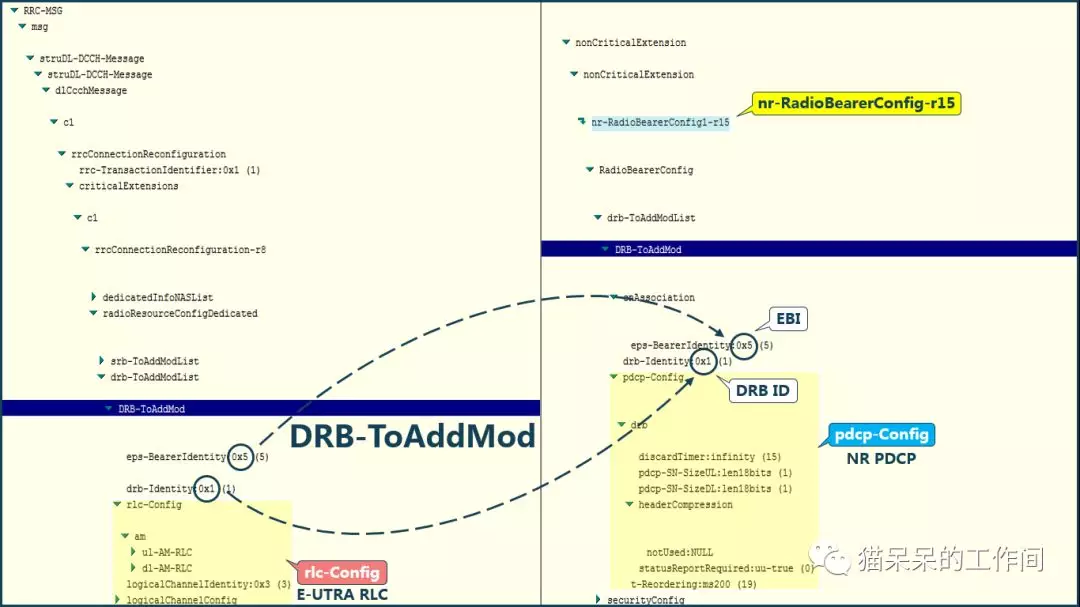 RRC-MSG
msg
struDL-DCCH-Message
struDL-DCCH-Message
dlCcchMessage
c1
rrcConnectionReconfiguration
rrc-TransactionIdentifier:0x1 (1)
criticalExtensions
c1
rrcConnectionReconfiguration-r8
dedicatedInfoNASList
radioResourceConfigDedicated
srb-ToAddModList
drb-ToAddModList
DRB-ToAddMod
DRB-ToAddMod
eps-BearerIdentity:0x5 (5)
drb-Identity:0x1 (1)
rlc-Config
am
ul-AM-RLC
dl-AM-RLC
logicalChannelIdentity:0x3 (3)
logicalChannelConfig
rlc-Config
E-UTRA RLC
nonCriticalExtension
nonCriticalExtension
nr-RadioBearerConfig-r15
nr-RadioBearerConfig1-r15
RadioBearerConfig
drb-ToAddModList
DRB-ToAddMod
cnAssociation
EBI
eps-BearerIdentity:0x5 (5)
drb-Identity:0x1 (1)
pdcp-Config
DRB ID
drb
pdcp-Config
NR PDCP
discardTimer:infinity (15)
pdcp-SN-SizeUL:len18bits (1)
pdcp-SN-SizeDL:len18bits (1)
headerCompression
notUsed:NULL
statusReportRequired:uu-true (0)
t-Reordering:ms200 (19)
securityConfig
猫呆呆的工作间